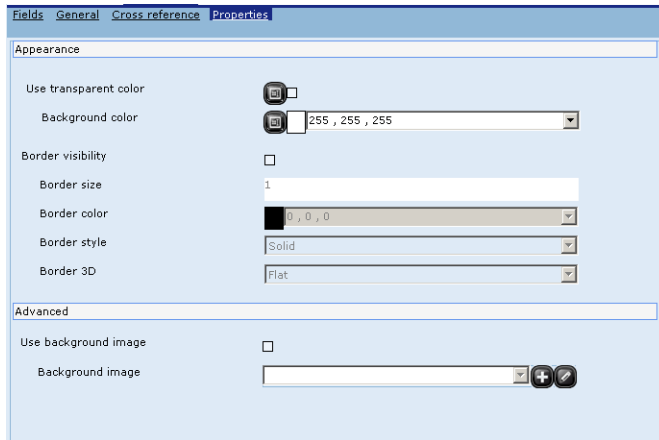 Fields General Cross reference Properties
Appearance
Use transparent color
Background color 255 , 255 , 255
Border visibility
Border size 1
Border color 0 , 0 , 0
Border style Solid
Border 3D Flat
Advanced
Use background image
Background image